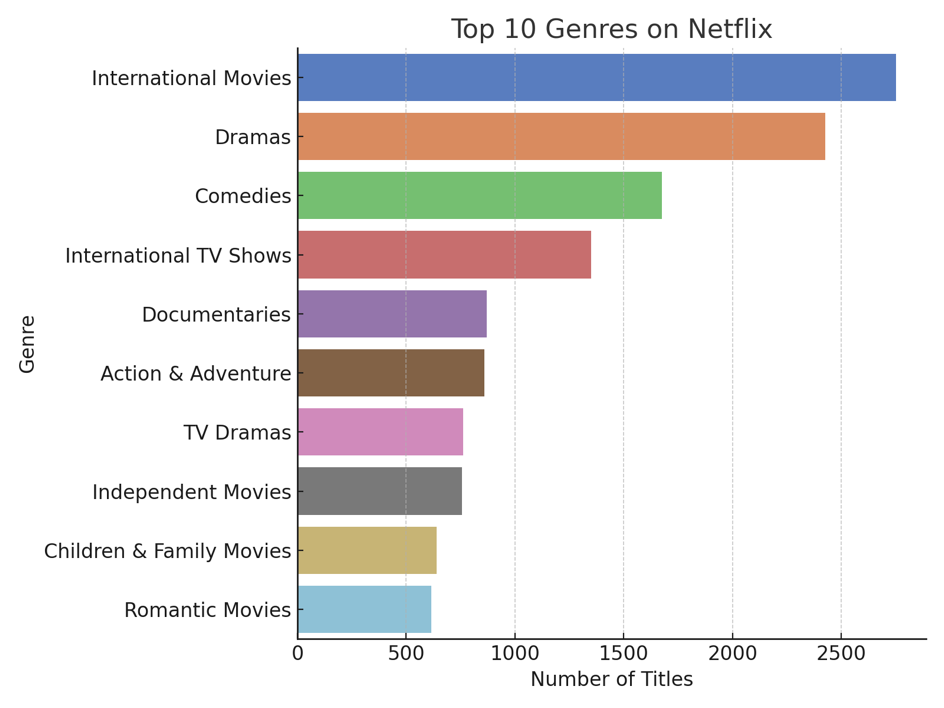 Top 10 Genres on Netflix
International Movies
Dramas
Comedies
International TV Shows
Documentaries
Action & Adventure
TV Dramas
Independent Movies
Children & Family Movies
Romantic Movies
Genre
0 500 1000 1500 2000 2500
Number of Titles